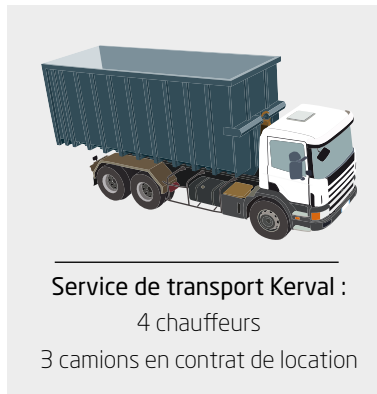 Service de transport Kerval :
4 chauffeurs
3 camions en contrat de location